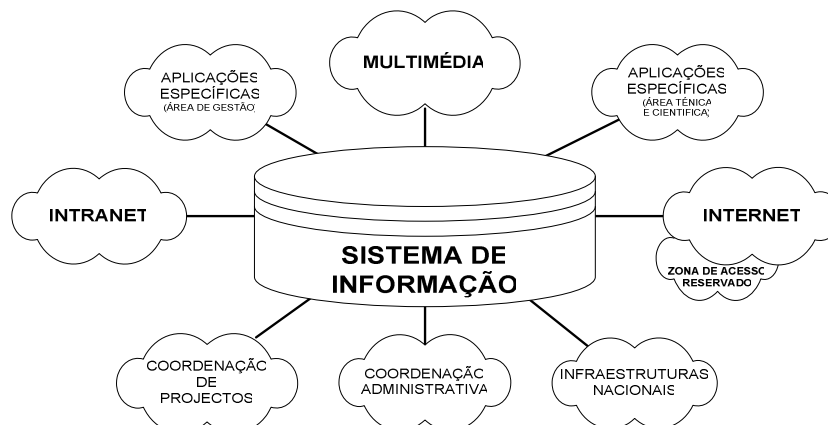 MULTIMÉDIA
APLICAÇÕES
ESPECÍFICAS
(ÁREA DE GESTÃO)
APLICAÇÕES
ESPECÍFICAS
(ÁREA TÉNICA
E CIENTIFICA)
INTRANET
INTERNET
ZONA DE ACESSO
RESERVADO
SISTEMA DE
INFORMAÇÃO
COORDENAÇÃO
DE
PROJECTOS
COORDENAÇÃO
ADMINISTRATIVA
INFRAESTRUTURAS
NACIONAIS